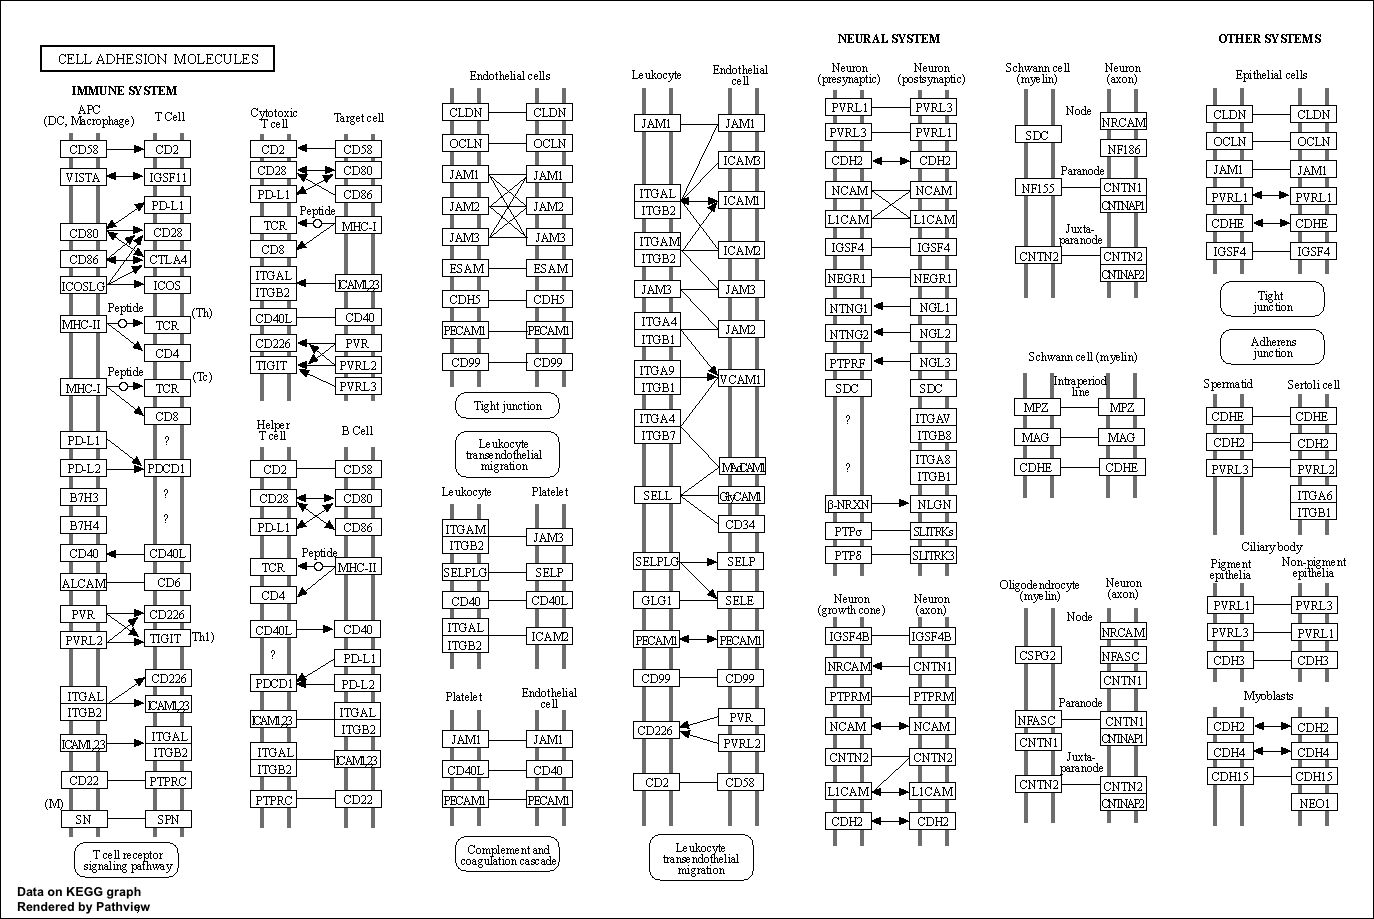 CELL ADHESION MOLECULES
IMMUNE SYSTEM
APC
(DC, Macrophage)
T Cell
CD58
CD2
VISTA
IGSF11
PD-L1
CD80
CD28
CD86
CTLA4
ICOSLG
ICOS
Peptide
(Th)
MHC-II
TCR
CD4
Peptide
(Tc)
MHC-I
TCR
CD8
PD-L1
?
PD-L2
PDCD1
B7H3
?
B7H4
?
CD40
CD40L
ALCAM
CD6
PVR
CD226
PVRL2
TIGIT
Th1)
CD226
ITGAL
ITGB2
ICAM1,2,3
ICAM1,2,3
ITGAL
ITGB2
CD22
PTPRC
(M)
SN
SPN
T cell receptor
signaling pathway
Cytotoxic
T cell
Target cell
CD2
CD58
CD28
CD80
PD-L1
CD86
Peptide
TCR
MHC-I
CD8
ITGAL
ITGB2
ICAM1,2,3
CD40L
CD40
CD226
PVR
TIGIT
PVRL2
PVRL3
Helper
T cell
B Cell
CD2
CD58
CD28
CD80
PD-L1
CD86
Peptide
TCR
MHC-II
CD4
CD40L
CD40
?
PD-L1
PDCD1
PD-L2
ICAM1,2,3
ITGAL
ITGB2
ITGAL
ITGB2
ICAM1,2,3
PTPRC
CD22
Endothelial cells
CLDN
CLDN
OCLN
OCLN
JAM1
JAM1
JAM2
JAM2
JAM3
JAM3
ESAM
ESAM
CDH5
CDH5
PECAM1
PECAM1
CD99
CD99
Tight junction
Leukocyte
transendothelial
migration
Leukocyte
Platelet
ITGAM
ITGB2
JAM3
SELPLG
SELP
CD40
CD40L
ITGAL
ITGB2
ICAM2
Platelet
Endothelial
cell
JAM1
JAM1
CD40L
CD40
PECAM1
PECAM1
Complement and
coagulation cascade
Leukocyte
Endothelial
cell
JAM1
JAM1
ICAM3
ITGAL
ITGB2
ICAM1
ITGAM
ITGB2
ICAM2
JAM3
JAM3
ITGA4
ITGB1
JAM2
ITGA9
ITGB1
VCAM1
ITGA4
ITGB7
MAdCAM1
SELL
GlyCAM1
CD34
SELPLG
SELP
GLG1
SELE
PECAM1
PECAM1
CD99
CD99
PVR
CD226
PVRL2
CD2
CD58
Leukocyte
transendothelial
migration
NEURAL SYSTEM
Neuron
(presynaptic)
Neuron
(postsynaptic)
PVRL1
PVRL3
PVRL3
PVRL1
CDH2
CDH2
NCAM
NCAM
L1CAM
L1CAM
IGSF4
IGSF4
NEGR1
NEGR1
NTNG1
NGL1
NTNG2
NGL2
PTPRF
NGL3
SDC
SDC
?
ITGAV
ITGB8
?
ITGA8
ITGB1
β-NRXN
NLGN
PTPσ
SLITRKs
PTPδ
SLITRK3
Neuron
(growth cone)
Neuron
(axon)
IGSF4B
IGSF4B
NRCAM
CNTN1
PTPRM
PTPRM
NCAM
NCAM
CNTN2
CNTN2
L1CAM
L1CAM
CDH2
CDH2
Schwann cell
(myelin)
Neuron
(axon)
Node
NRCAM
SDC
NF186
Paranode
NF155
CNTN1
CNTNAP1
Juxta-
paranode
CNTN2
CNTN2
CNTNAP2
Schwann cell (myelin)
Intraperiod
line
MPZ
MPZ
MAG
MAG
CDHE
CDHE
Oligodendrocyte
(myelin)
Neuron
(axon)
Node
NRCAM
CSPG2
NFASC
CNTN1
Paranode
NFASC
CNTN1
CNTNAP1
CNTN1
Juxta-
paranode
CNTN2
CNTN2
CNTNAP2
OTHER SYSTEMS
Epithelial cells
CLDN
CLDN
OCLN
OCLN
JAM1
JAM1
PVRL1
PVRL1
CDHE
CDHE
IGSF4
IGSF4
Tight
junction
Adherens
junction
Spermatid
Sertoli cell
CDHE
CDHE
CDH2
CDH2
PVRL3
PVRL2
ITGA6
ITGB1
Ciliary body
Pigment
epithelia
Non-pigment
epithelia
PVRL1
PVRL3
PVRL3
PVRL1
CDH3
CDH3
Myoblasts
CDH2
CDH2
CDH4
CDH4
CDH15
CDH15
NEO1
Data on KEGG graph
Rendered by Pathview